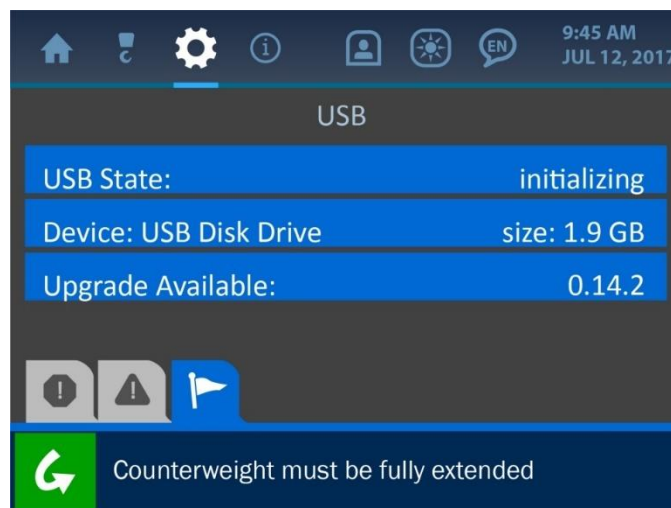 EN
9:45 AM
JUL 12, 2017
USB
USB State: initializing
Device: USB Disk Drive size: 1.9 GB
Upgrade Available: 0.14.2
Counterweight must be fully extended